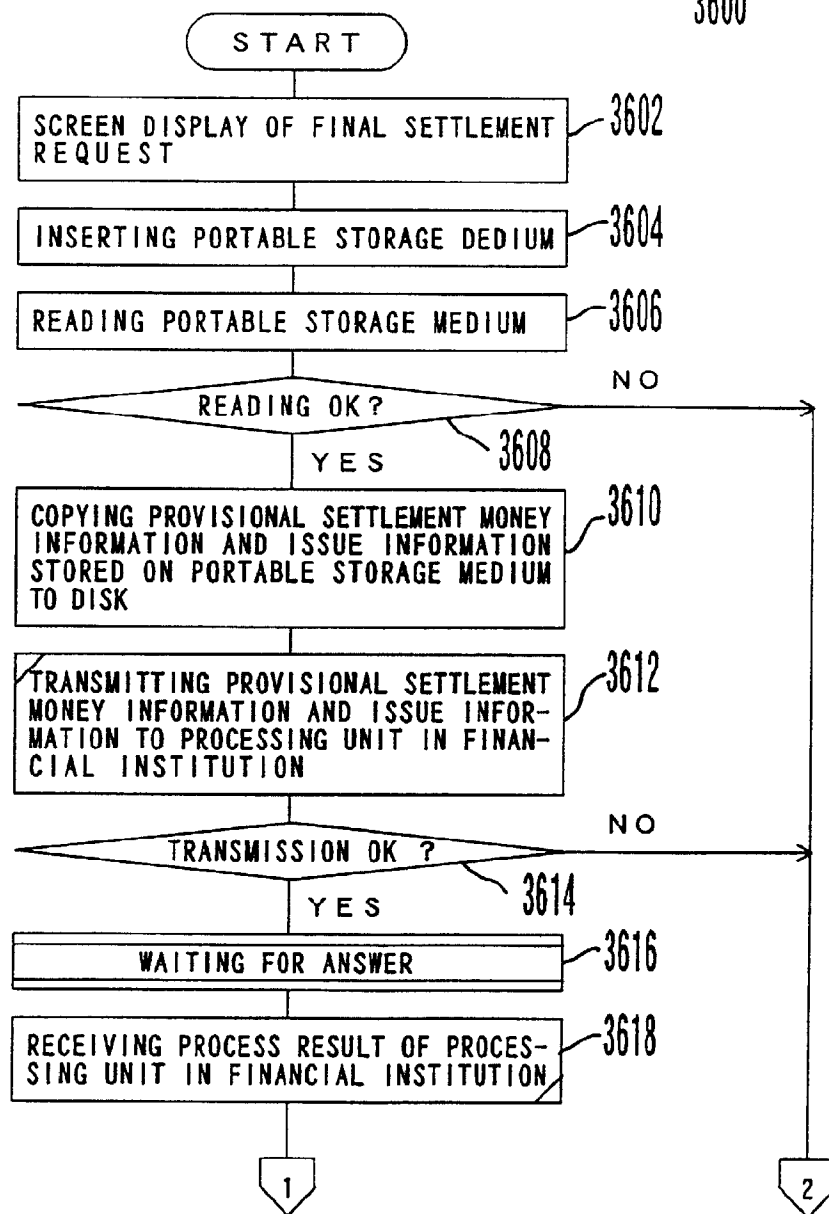 3600
START
SCREEN DISPLAY OF FINAL SETTLEMENT
REQUEST
3602
INSERTING PORTABLE STORAGE DEDIUM
3604
READING PORTABLE STORAGE MEDIUM
3606
READING OK?
NO
3608
YES
COPYING PROVISIONAL SETTLEMENT MONEY
INFORMATION AND ISSUE INFORMATION
STORED ON PORTABLE STORAGE MEDIUM
TO DISK
3610
TRANSMITTING PROVISIONAL SETTLEMENT
MONEY INFORMATION AND ISSUE INFOR-
MATION TO PROCESSING UNIT IN FINAN-
CIAL INSTITUTION
3612
TRANSMISSION OK ?
NO
3614
YES
WAITING FOR ANSWER
3616
RECEIVING PROCESS RESULT OF PROCES-
SING UNIT IN FINANCIAL INSTITUTION
3618
1
2